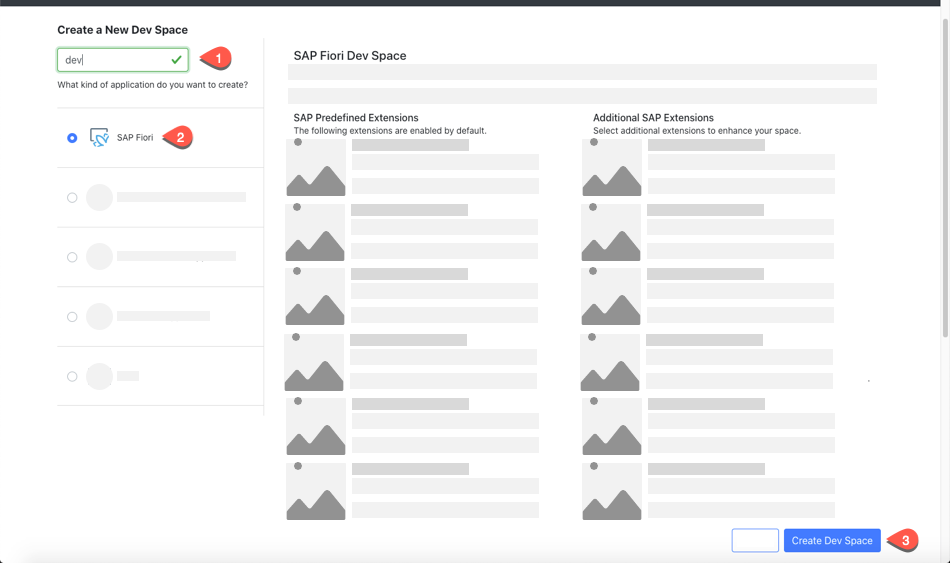 Create a New Dev Space
dev
1
What kind of application do you want to create?
SAP Fiori
2
SAP Fiori Dev Space
SAP Predefined Extensions
The following extensions are enabled by default.
Additional SAP Extensions
Select additional extensions to enhance your space.
Create Dev Space
3